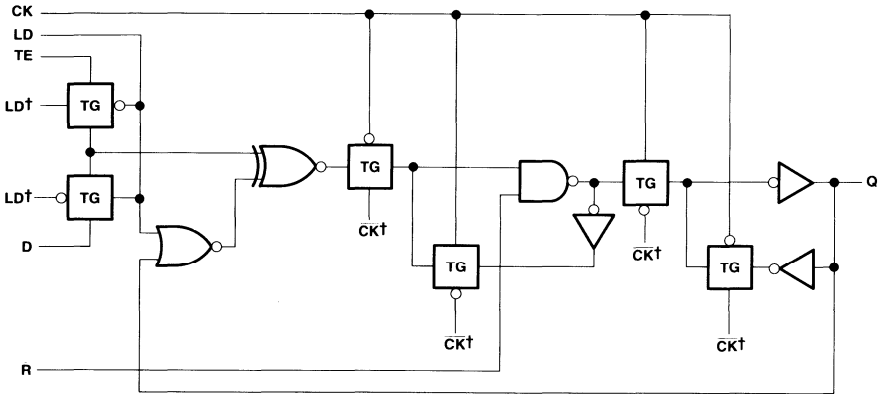 CK
LD
TE
LD† TG
TG CK̅† TG CK̅† Q
LD† TG
D
TG CK̅†
TG CK̅†
R